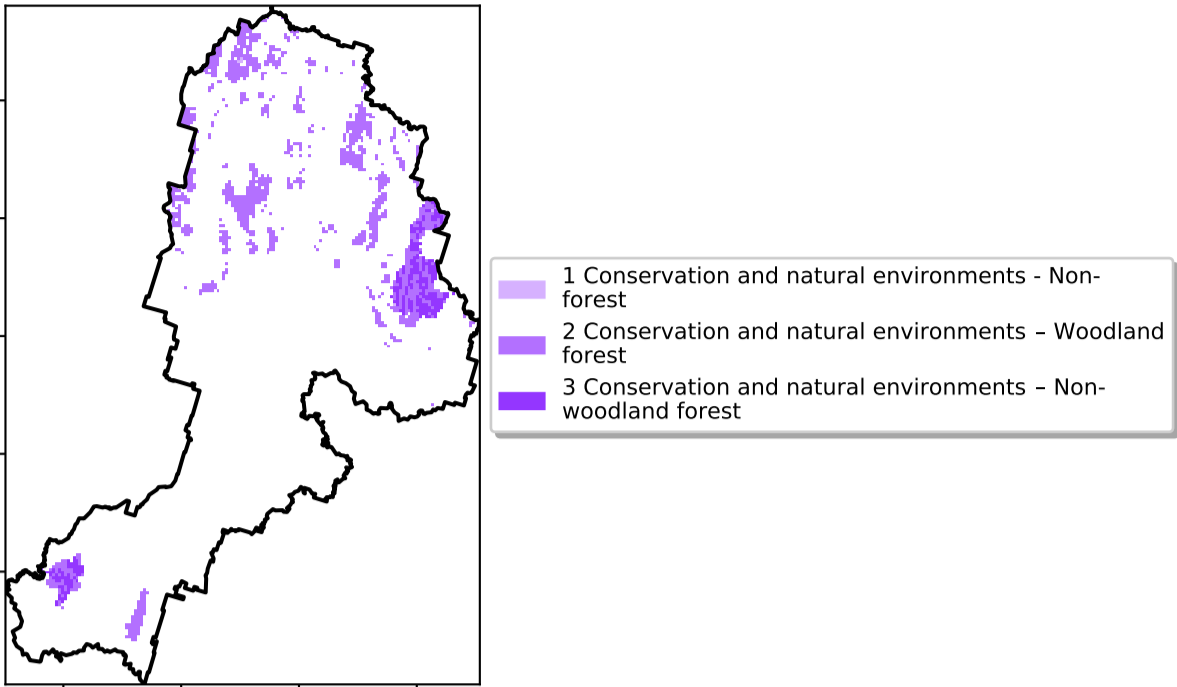 1 Conservation and natural environments - Non-
forest
2 Conservation and natural environments – Woodland
forest
3 Conservation and natural environments – Non-
woodland forest